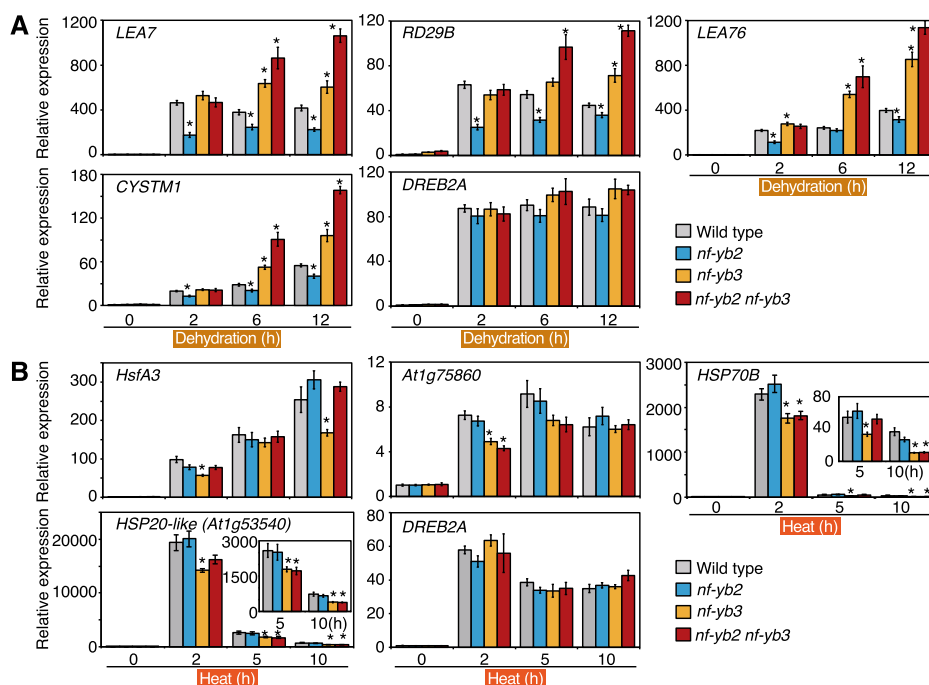 A
LEA7
Relative expression
1200
800
400
0
RD29B
120
80
40
0
LEA76
Relative expression
1200
800
400
0
0 2 6 12
Dehydration (h)
CYSTM1
Relative expression
180
120
60
0
0 2 6 12
Dehydration (h)
DREB2A
120
80
40
0
0 2 6 12
Dehydration (h)
Wild type
nf-yb2
nf-yb3
nf-yb2 nf-yb3
B
HsfA3
Relative expression
300
200
100
0
At1g75860
12
8
4
0
HSP70B
3000
2000
1000
0
80
40
0
5 10(h)
0 2 5 10
Heat (h)
HSP20-like (At1g53540)
Relative expression
20000
10000
0
3000
1500
0
5 10(h)
0 2 5 10
Heat (h)
DREB2A
80
60
40
20
0
0 2 5 10
Heat (h)
Wild type
nf-yb2
nf-yb3
nf-yb2 nf-yb3